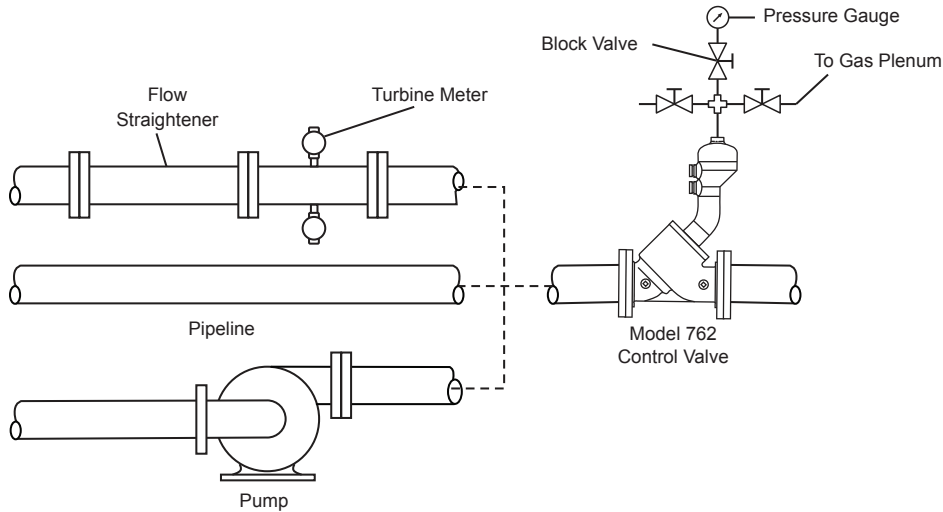 Pressure Gauge
Block Valve
To Gas Plenum
Flow
Straightener
Turbine Meter
Pipeline
Model 762
Control Valve
Pump